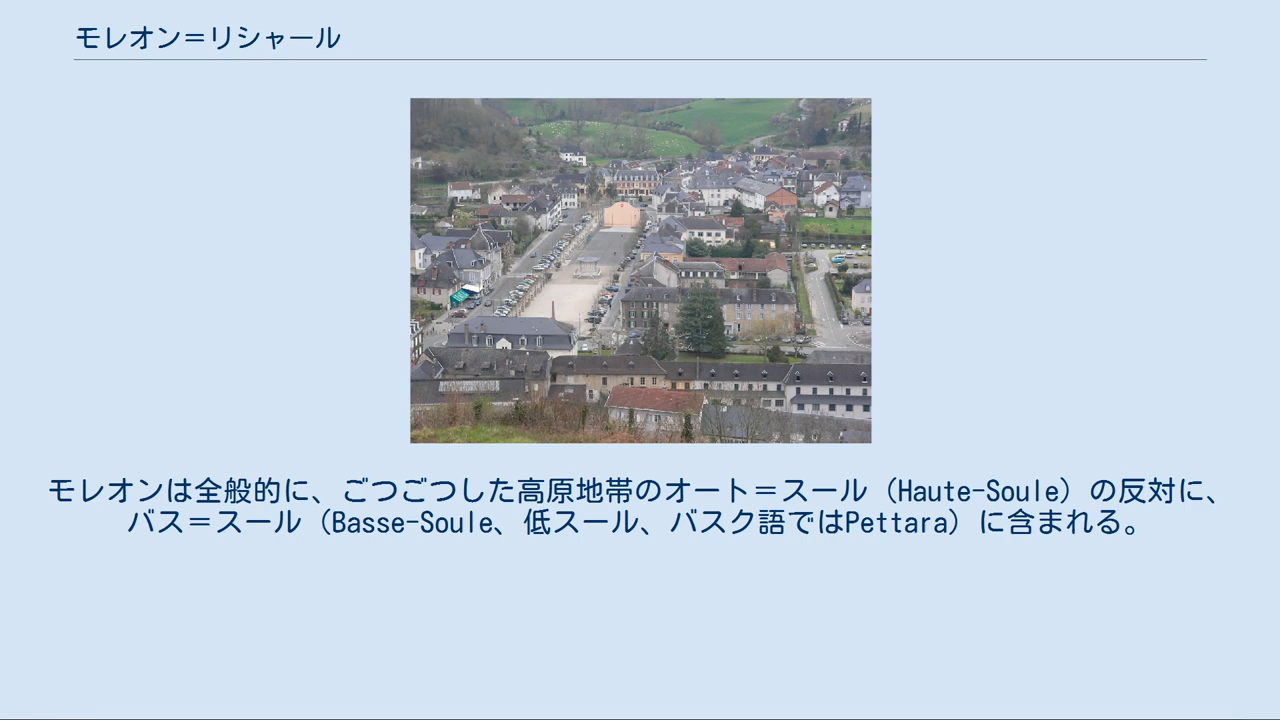 モレオン＝リシャール
モレオンは全般的に、ごつごつした高原地帯のオート＝スール（Haute-Soule）の反対に、
バス＝スール（Basse-Soule、低スール、バスク語ではPettara）に含まれる。